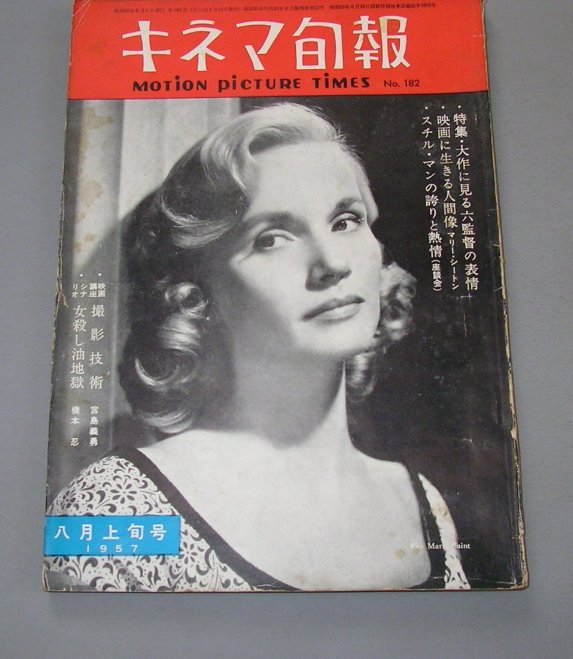 キネマ旬報
MOTION PICTURE TIMES No. 182
・特集・大作に見る六監督の表情
・映画に生きる人間像 マリー・シートン
・スチル・マンの誇りと熱情(座談会)
・映画講座 撮影技術 宮島義勇
・シナリオ 女殺し油地獄 橋本忍
八月上旬号
1957
Eva Marie Saint